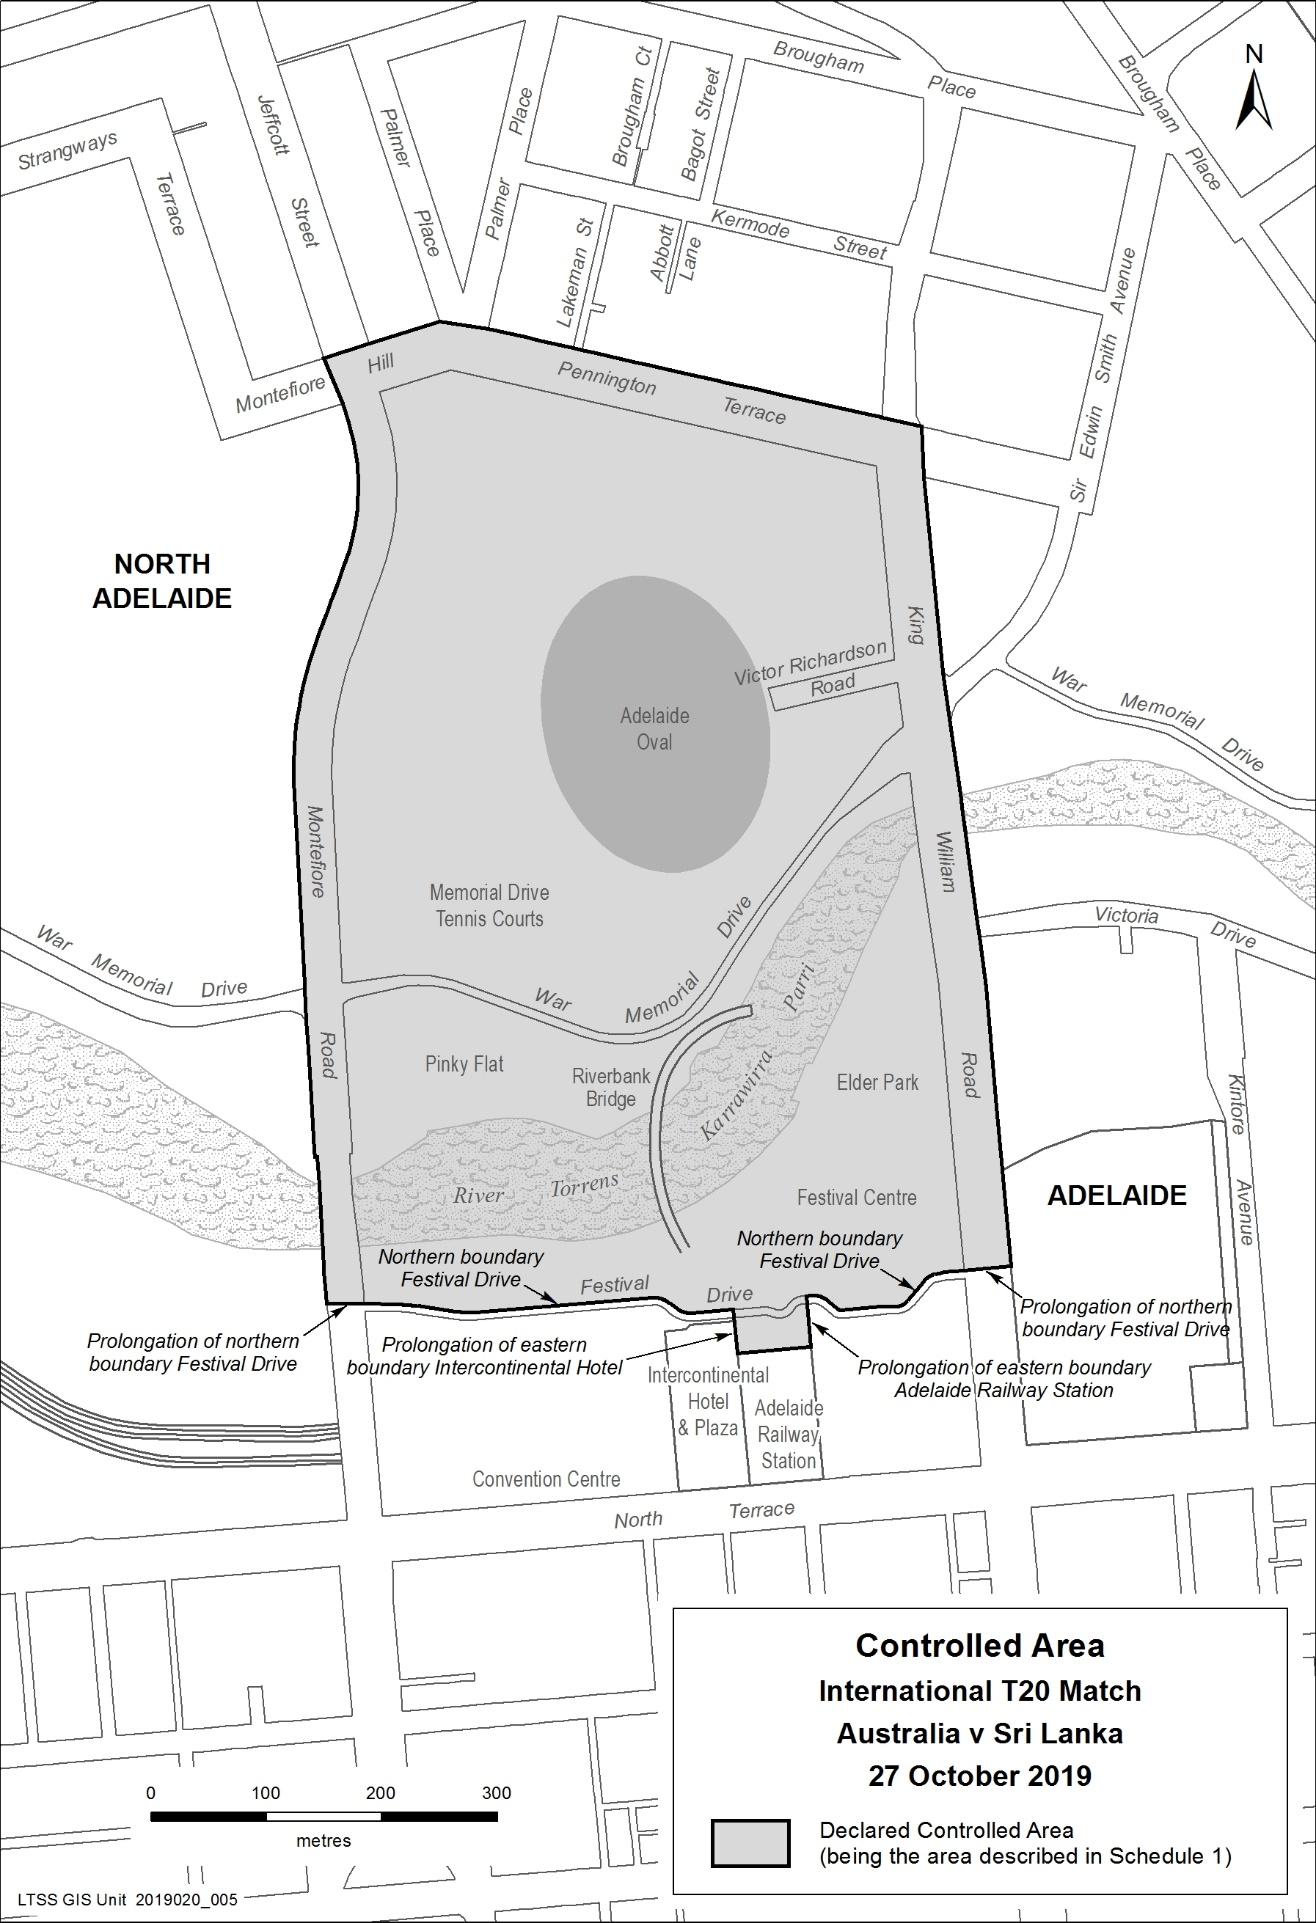 Brougham
Place
Brougham
Place
N
Strangways
Terrace
Jeffcott
Street
Palmer
Place
Palmer
Place
Brougham Ct
Bagot Street
Lakeman St
Abbott
Lane
Kermode
Street
Sir Edwin Smith Avenue
Montefiore
Hill
Pennington
Terrace
NORTH
ADELAIDE
King
William
Road
Victor Richardson
Road
Adelaide
Oval
War
Memorial
Drive
Montefiore
Road
Memorial Drive
Tennis Courts
War
Memorial
Drive
War
Memorial
Drive
Victoria
Drive
Pinky Flat
Riverbank
Bridge
Karrawirra
Parri
Elder Park
Kintore
Avenue
River
Torrens
Festival Centre
ADELAIDE
Northern boundary
Festival Drive
Northern boundary
Festival Drive
Festival
Drive
Prolongation of northern
boundary Festival Drive
Prolongation of eastern
boundary Intercontinental Hotel
Prolongation of northern
boundary Festival Drive
Prolongation of eastern boundary
Adelaide Railway Station
Intercontinental
Hotel
& Plaza
Adelaide
Railway
Station
Convention Centre
North
Terrace
Controlled Area
International T20 Match
Australia v Sri Lanka
27 October 2019
Declared Controlled Area
(being the area described in Schedule 1)
0 100 200 300
metres
LTSS GIS Unit 2019020_005